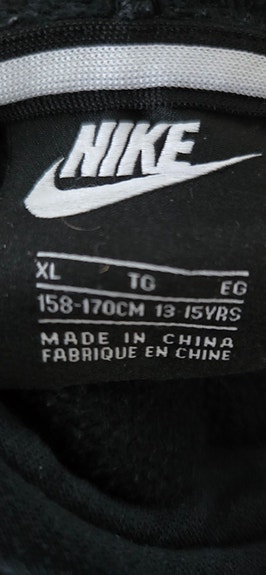 NIKE
XL TG EG
158-170CM 13-15YRS
MADE IN CHINA
FABRIQUE EN CHINE